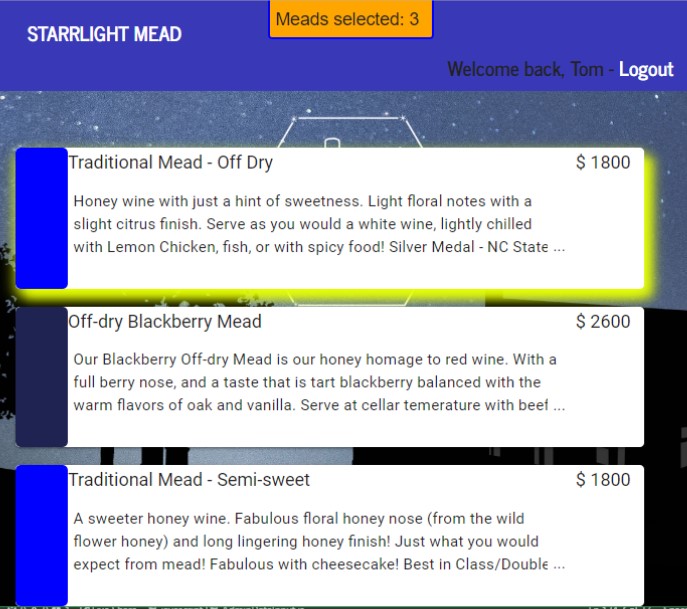 Meads selected: 3
STARRLIGHT MEAD
Welcome back, Tom - Logout
Traditional Mead - Off Dry $ 1800
Honey wine with just a hint of sweetness. Light floral notes with a
slight citrus finish. Serve as you would a white wine, lightly chilled
with Lemon Chicken, fish, or with spicy food! Silver Medal - NC State ...
Off-dry Blackberry Mead $ 2600
Our Blackberry Off-dry Mead is our honey homage to red wine. With a
full berry nose, and a taste that is tart blackberry balanced with the
warm flavors of oak and vanilla. Serve at cellar temerature with beef ...
Traditional Mead - Semi-sweet $ 1800
A sweeter honey wine. Fabulous floral honey nose (from the wild
flower honey) and long lingering honey finish! Just what you would
expect from mead! Fabulous with cheesecake! Best in Class/Double ...